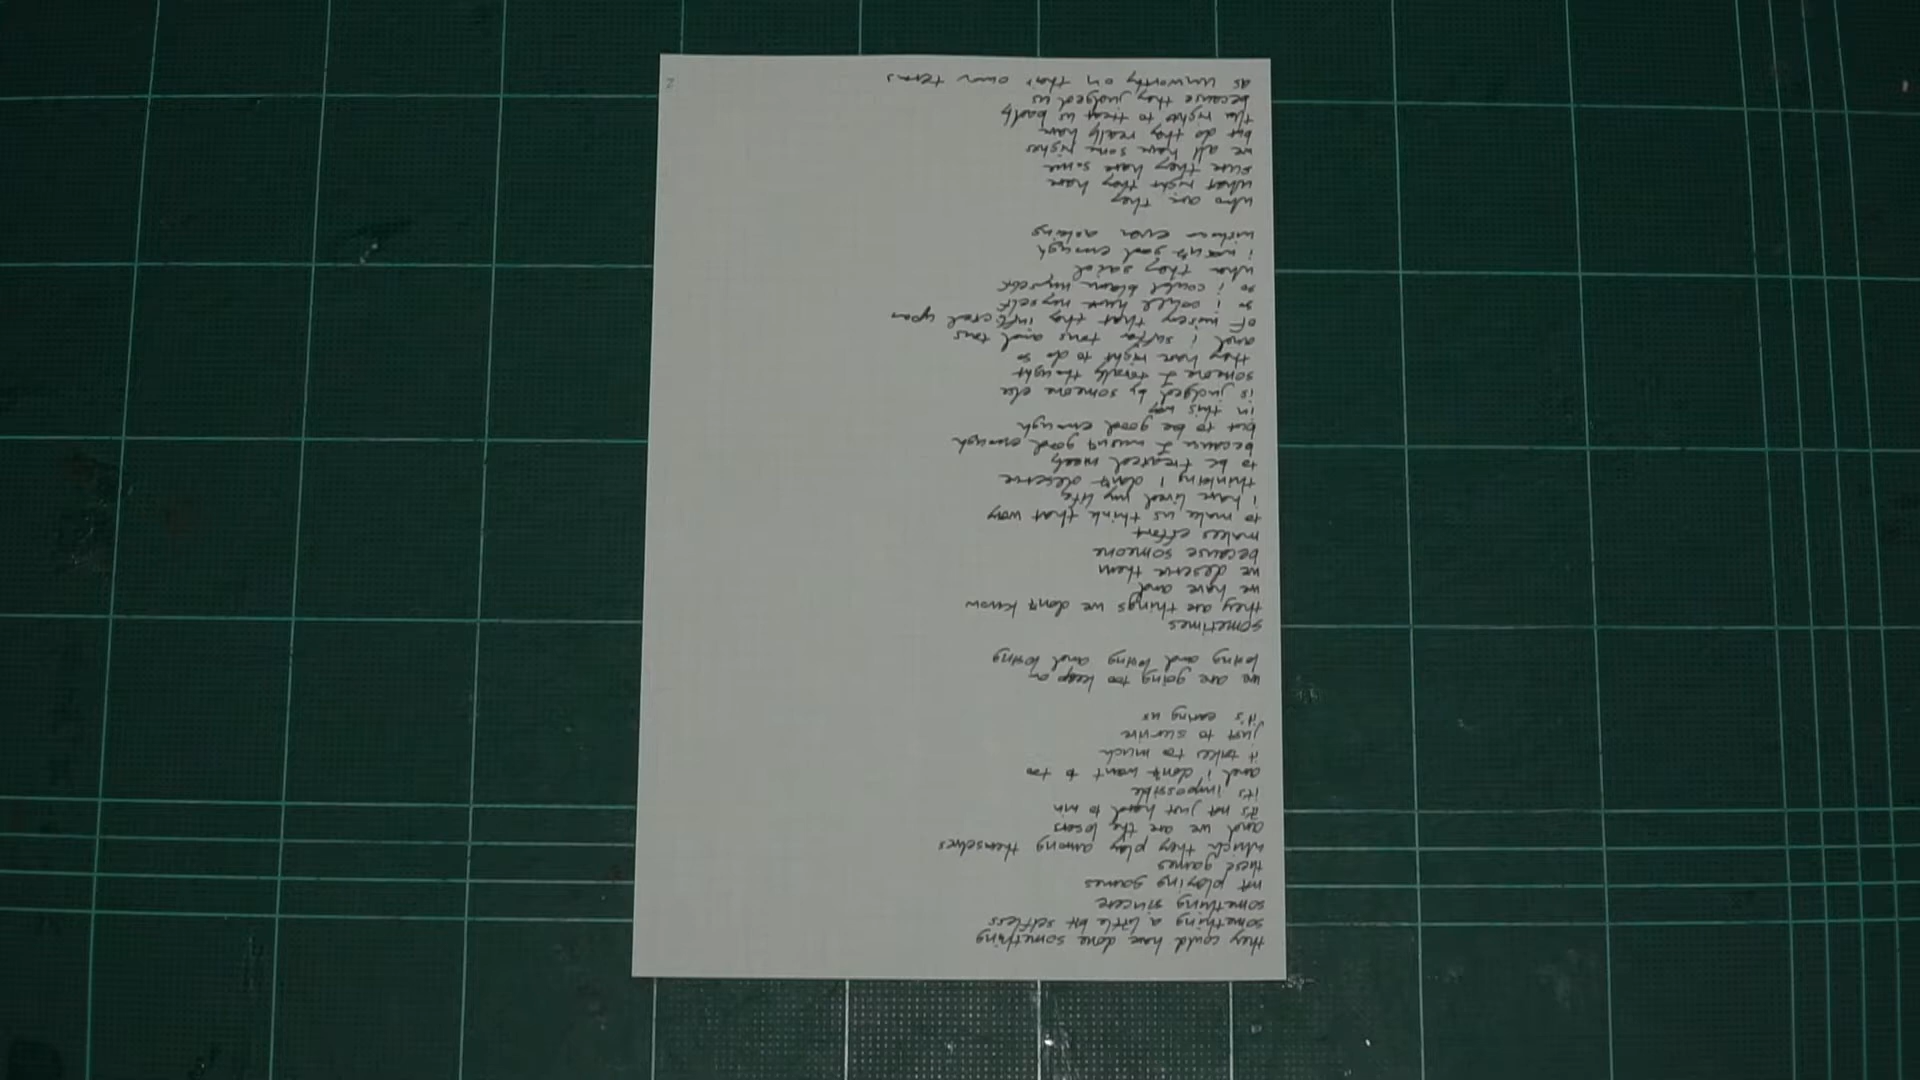 they could have done something
something a little bit selfless
something sincere
not playing games
these games
which they play among themselves
and we are the losers
it's not just hard to win
it's impossible
and i don't want to too
it takes too much
just to survive
it's eating us
we are going too keep on
losing and losing and losing
sometimes
they are things we don't know
we have and
we deserve them
because someone
makes effort
to make us think that way
i have lived my life
thinking i don't deserve
to be treated nicely
because I wasn't good enough
but to be good enough
in this way
is judged by someone else
someone I totally thought
they have right to do so
and i suffer tons and tons
of misery that they inflicted upon
so i could hate myself
so i could blame myself
when they said
i wasn't good enough
without even asking
who are they
what right they have
sure they have some
we all have some rights
but do they really have
the right to treat us badly
because they judged us
as unworthy on their own terms
2